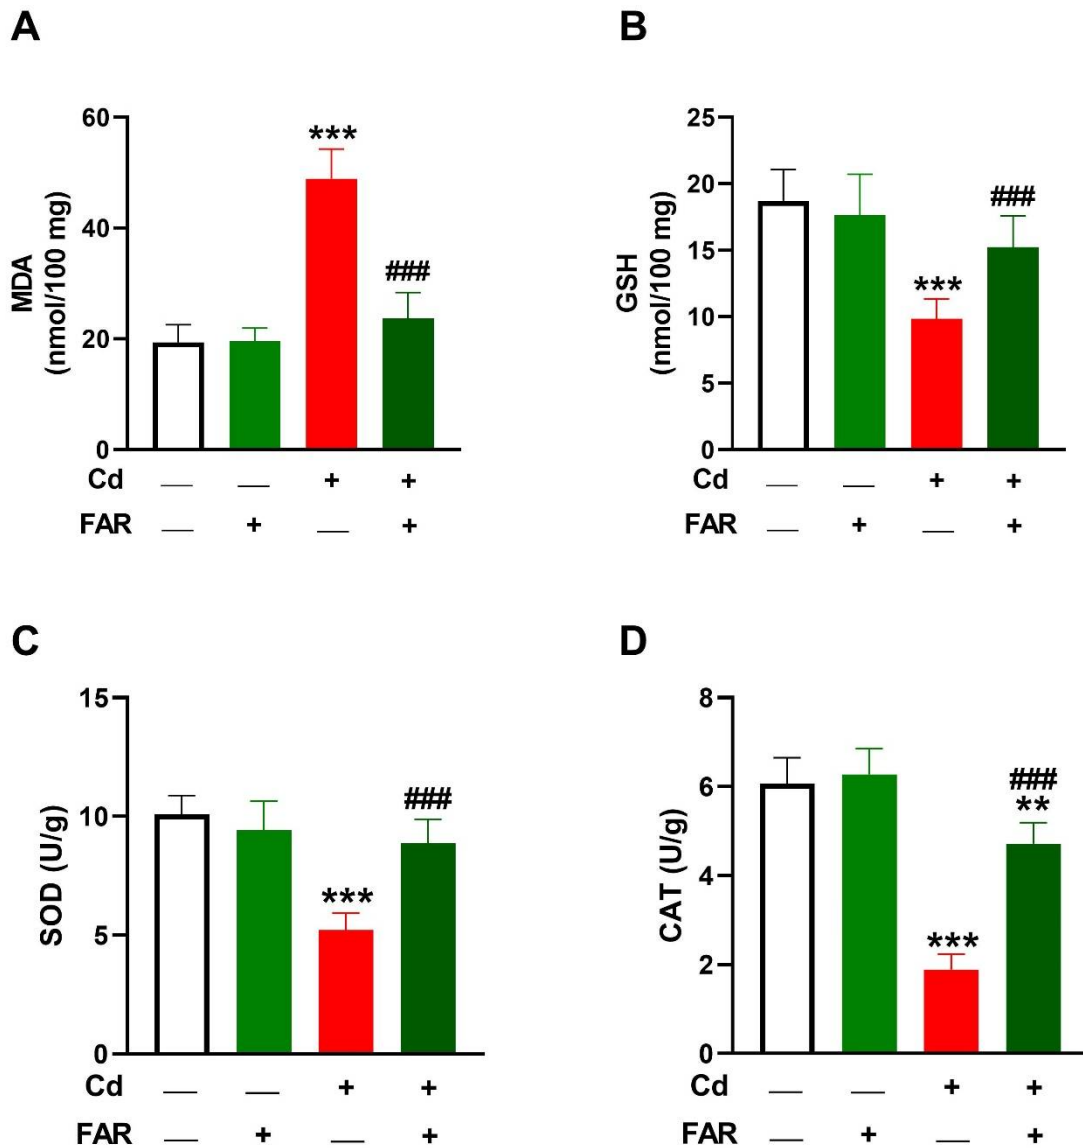 A
MDA
(nmol/100 mg)
60
40
20
0
***
###
Cd — — + +
FAR — + — +
B
GSH
(nmol/100 mg)
25
20
15
10
5
0
***
###
Cd — — + +
FAR — + — +
C
SOD (U/g)
15
10
5
0
***
###
Cd — — + +
FAR — + — +
D
CAT (U/g)
8
6
4
2
0
***
###
**
Cd — — + +
FAR — + — +